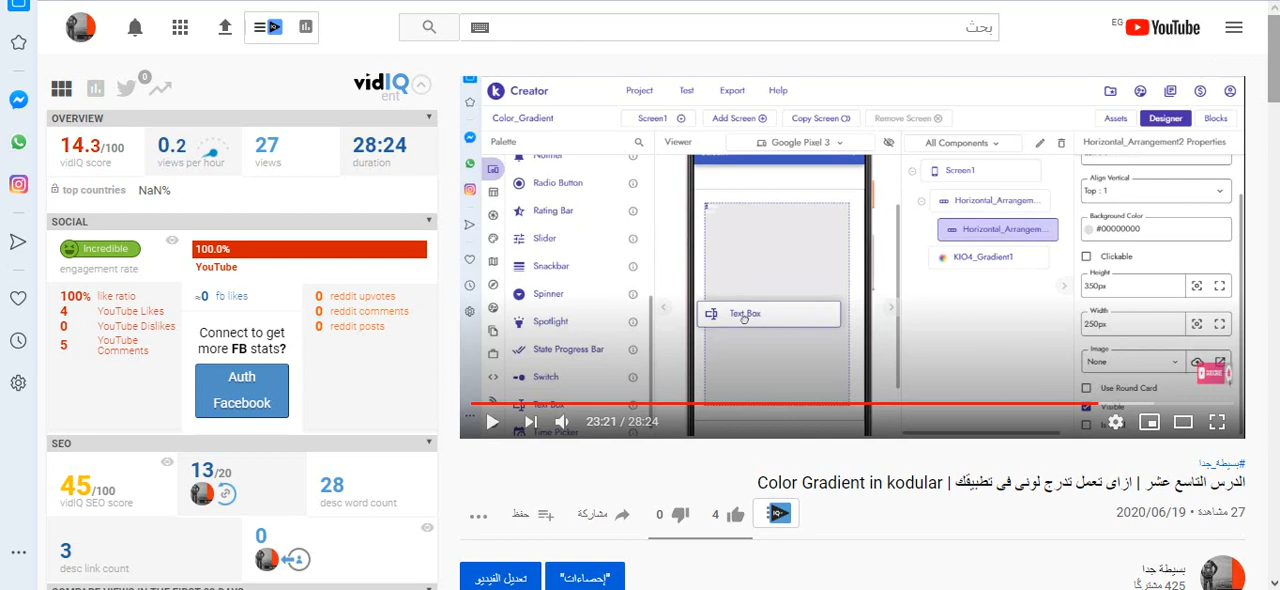 EG YouTube
بحث
0
vidIQ
ent
OVERVIEW
14.3/100
vidIQ score
0.2
views per hour
27
views
28:24
duration
top countries NaN%
SOCIAL
Incredible
engagement rate
100.0%
YouTube
100% like ratio
4 YouTube Likes
0 YouTube Dislikes
5 YouTube Comments
≈0 fb likes
Connect to get
more FB stats?
Auth
Facebook
0 reddit upvotes
0 reddit comments
0 reddit posts
SEO
45/100
vidIQ SEO score
13/20
28
desc word count
3
desc link count
0
Creator
Project Test Export Help
Color_Gradient
Screen1 Add Screen Copy Screen Remove Screen
Assets Designer Blocks
Palette
Viewer
Google Pixel 3
All Components
Horizontal_Arrangement2 Properties
Radio Button
Rating Bar
Slider
Snackbar
Spinner
Spotlight
State Progress Bar
Switch
Text Box
Time Picker
Text Box
Screen1
Horizontal_Arrangem...
Horizontal_Arrangem...
KIO4_Gradient1
Align Vertical
Top : 1
Background Color
#00000000
Clickable
Height
350px
Width
250px
Image
None
Use Round Card
Visible
23:21 / 28:24
#بسيطة_جدا
الدرس التاسع عشر | ازاى تعمل تدرج لونى فى تطبيقك | Color Gradient in kodular
27 مشاهدة • 2020/06/19
4 0 مشاركة حفظ
بسيطة جدا
425 مشتركًا
"إحصاءات" تعديل الفيديو